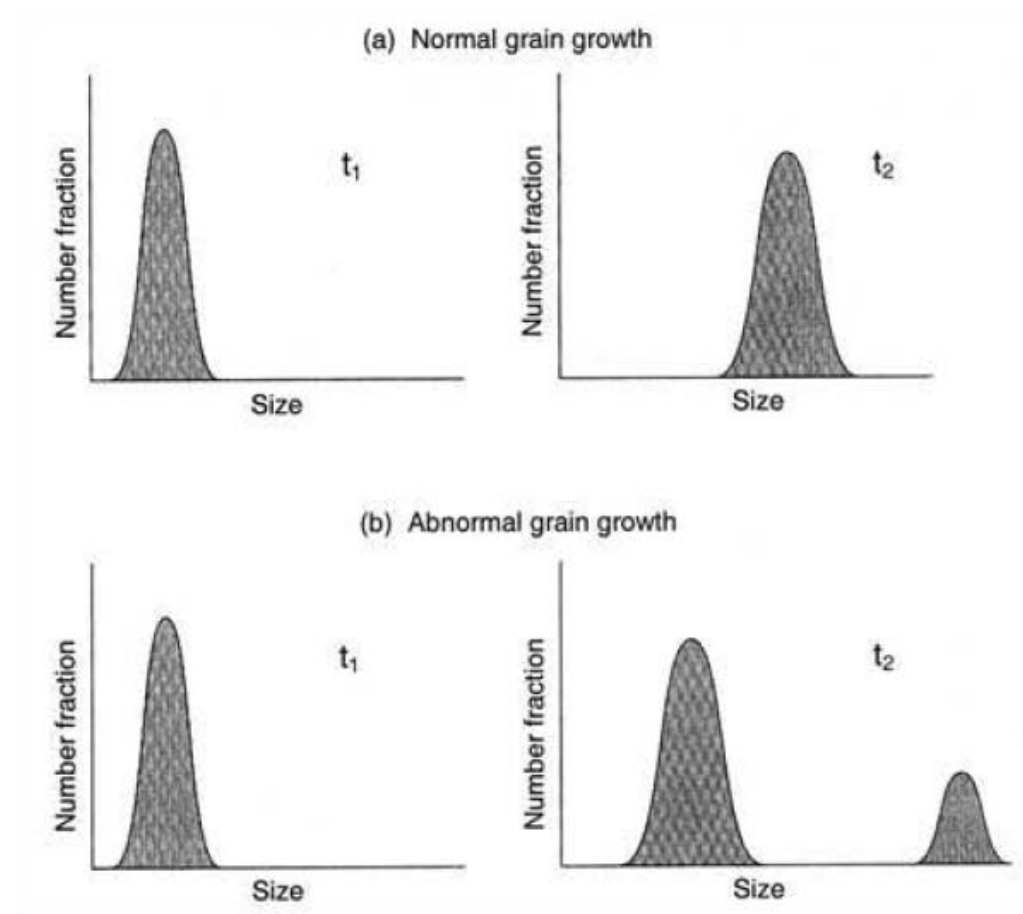 (a) Normal grain growth
Number fraction
t₁
Size
Number fraction
t₂
Size
(b) Abnormal grain growth
Number fraction
t₁
Size
Number fraction
t₂
Size